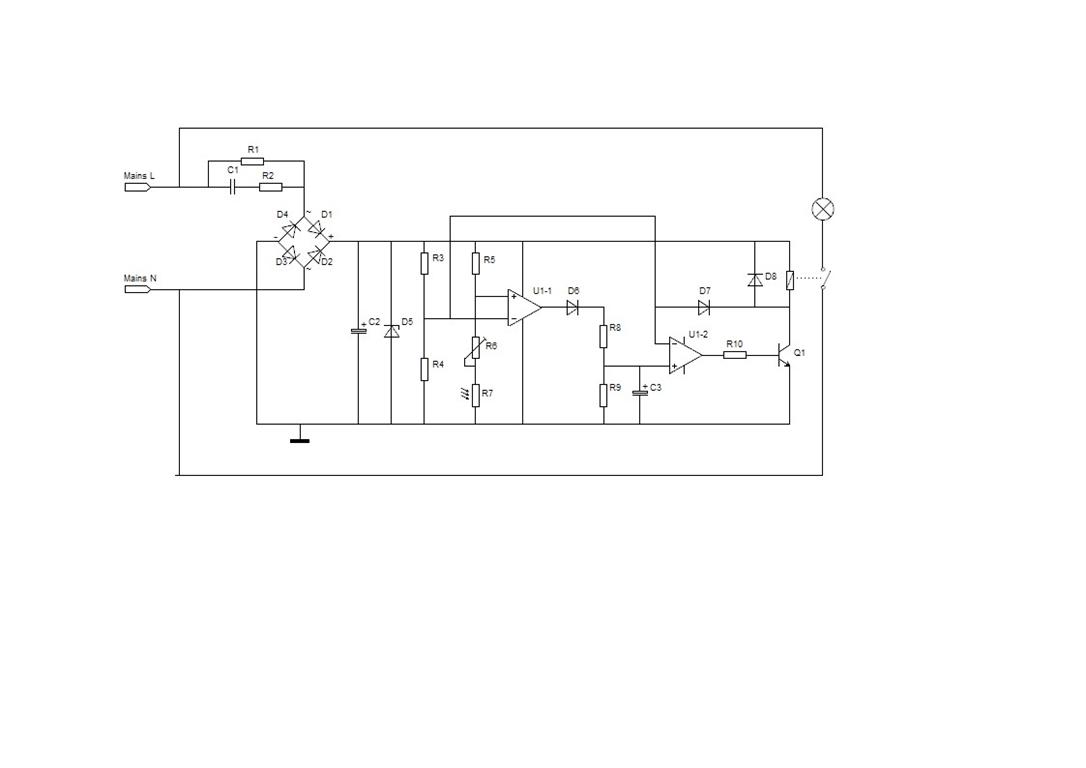 R1
Mains L
C1
R2
D4
~
D1
-
+
D3
D2
~
Mains N
R3
R5
D8
U1-1
D6
D7
+
C2
D5
+
-
R8
U1-2
R6
-
R10
Q1
R4
+
R7
R9
+
C3